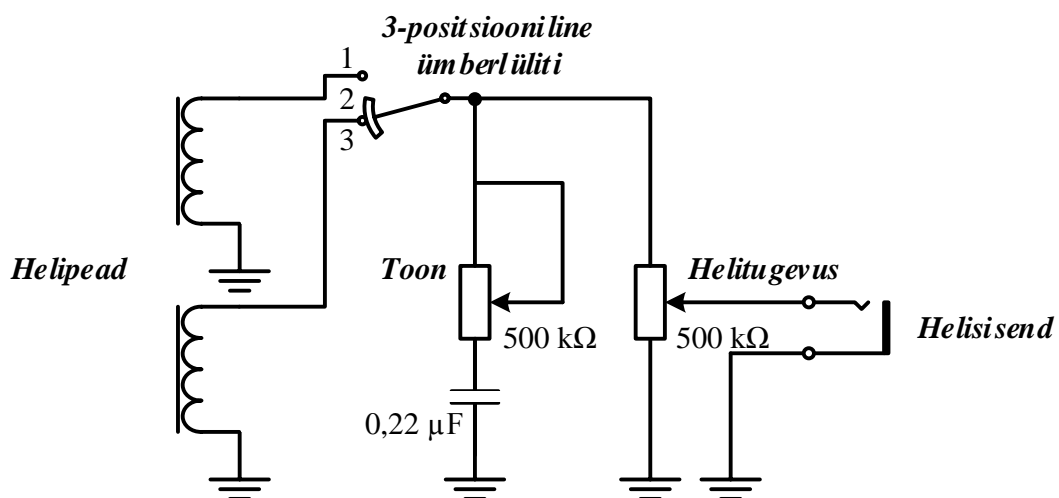 3-positsiooniline
ümberlüliti
1
2
3
Helipead
Toon
Helitugevus
500 kΩ
500 kΩ
Helisisend
0,22 µF